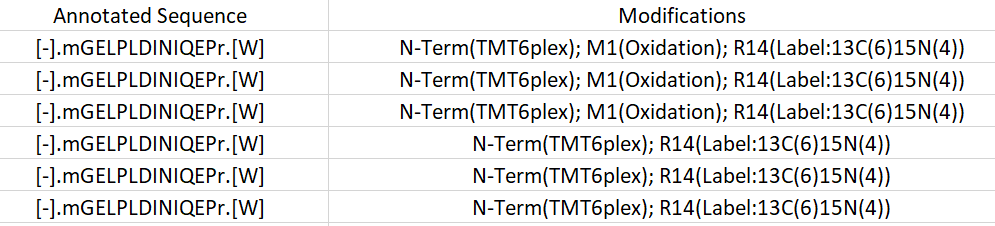 Annotated Sequence Modifications
[-].mGELPLDINIQEPr.[W] N-Term(TMT6plex); M1(Oxidation); R14(Label:13C(6)15N(4))
[-].mGELPLDINIQEPr.[W] N-Term(TMT6plex); M1(Oxidation); R14(Label:13C(6)15N(4))
[-].mGELPLDINIQEPr.[W] N-Term(TMT6plex); M1(Oxidation); R14(Label:13C(6)15N(4))
[-].mGELPLDINIQEPr.[W] N-Term(TMT6plex); R14(Label:13C(6)15N(4))
[-].mGELPLDINIQEPr.[W] N-Term(TMT6plex); R14(Label:13C(6)15N(4))
[-].mGELPLDINIQEPr.[W] N-Term(TMT6plex); R14(Label:13C(6)15N(4))